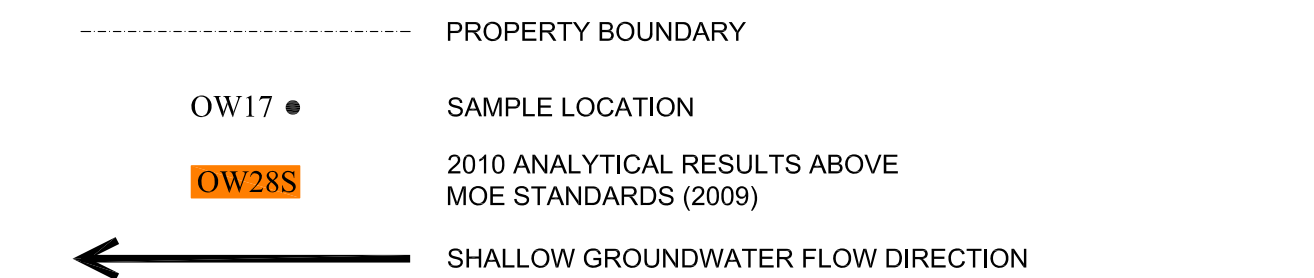 PROPERTY BOUNDARY
OW17 SAMPLE LOCATION
OW28S 2010 ANALYTICAL RESULTS ABOVE
MOE STANDARDS (2009)
SHALLOW GROUNDWATER FLOW DIRECTION